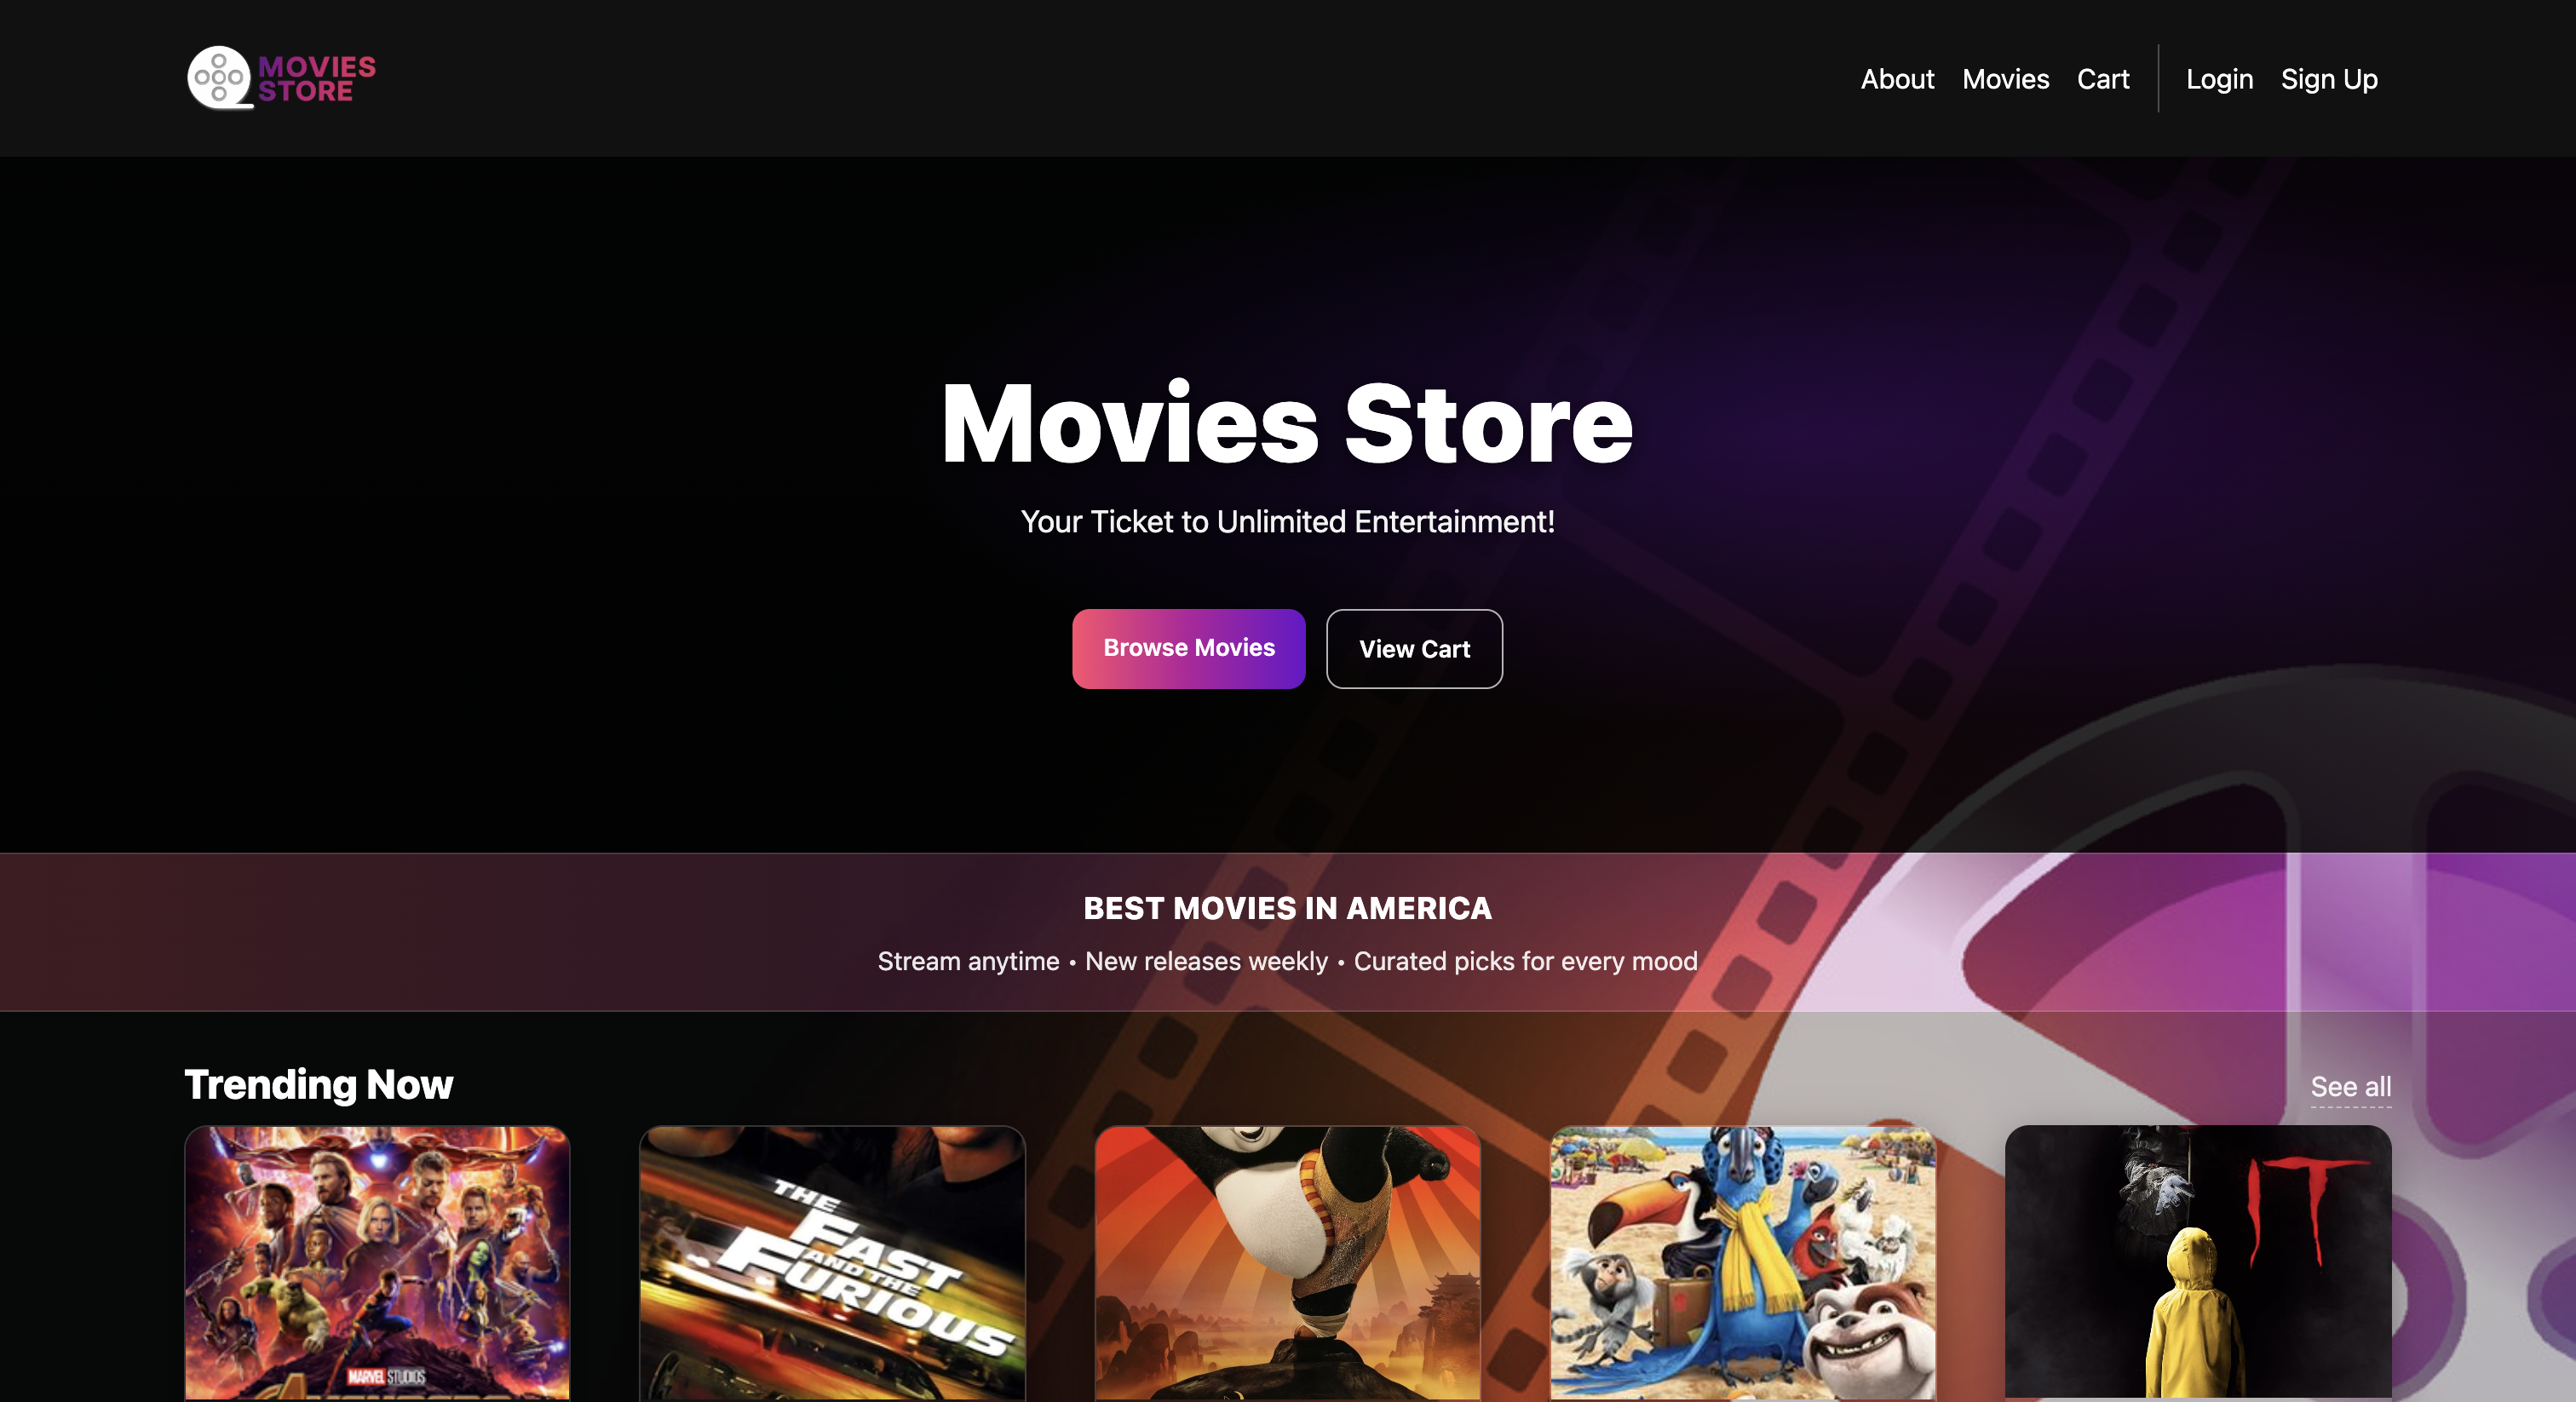 MOVIES
STORE
About Movies Cart Login Sign Up
Movies Store
Your Ticket to Unlimited Entertainment!
Browse Movies View Cart
BEST MOVIES IN AMERICA
Stream anytime • New releases weekly • Curated picks for every mood
Trending Now See all
MARVEL STUDIOS
THE
FAST
AND THE
FURIOUS
IT